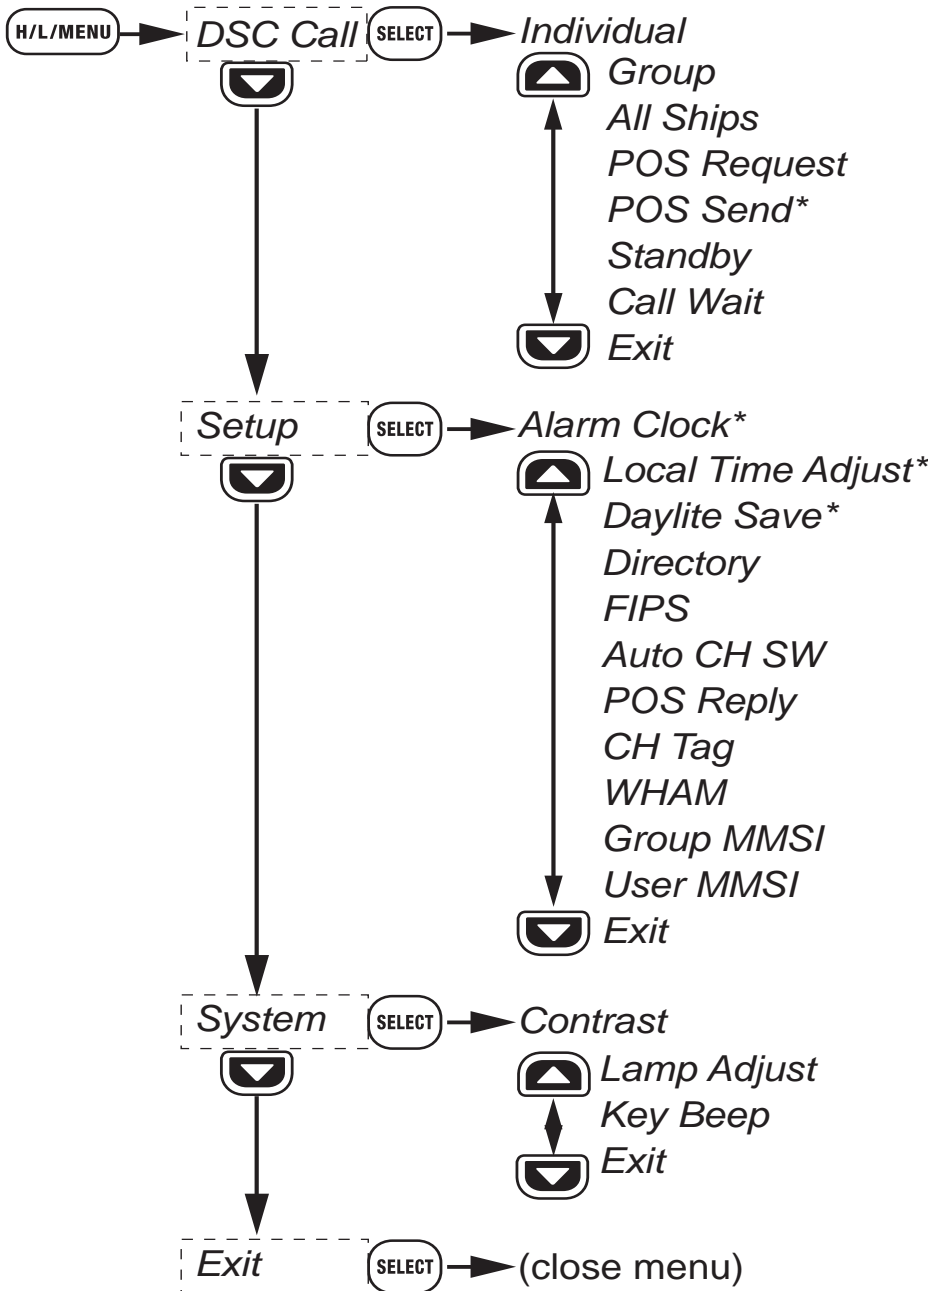 H/L/MENU DSC Call SELECT Individual
Group
All Ships
POS Request
POS Send*
Standby
Call Wait
Exit
Setup SELECT Alarm Clock*
Local Time Adjust*
Daylite Save*
Directory
FIPS
Auto CH SW
POS Reply
CH Tag
WHAM
Group MMSI
User MMSI
Exit
System SELECT Contrast
Lamp Adjust
Key Beep
Exit
Exit SELECT (close menu)